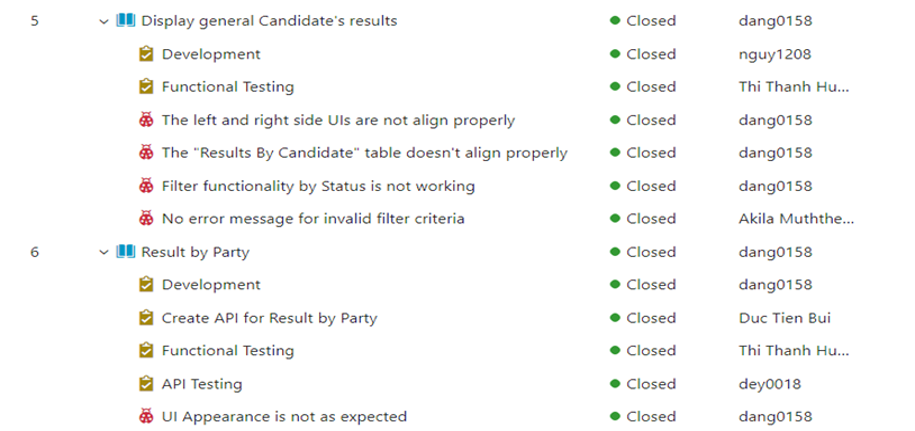 5 Display general Candidate's results Closed dang0158
Development Closed nguy1208
Functional Testing Closed Thi Thanh Hu...
The left and right side UIs are not align properly Closed dang0158
The "Results By Candidate" table doesn't align properly Closed dang0158
Filter functionality by Status is not working Closed dang0158
No error message for invalid filter criteria Closed Akila Muththe...
6 Result by Party Closed dang0158
Development Closed dang0158
Create API for Result by Party Closed Duc Tien Bui
Functional Testing Closed Thi Thanh Hu...
API Testing Closed dey0018
UI Appearance is not as expected Closed dang0158